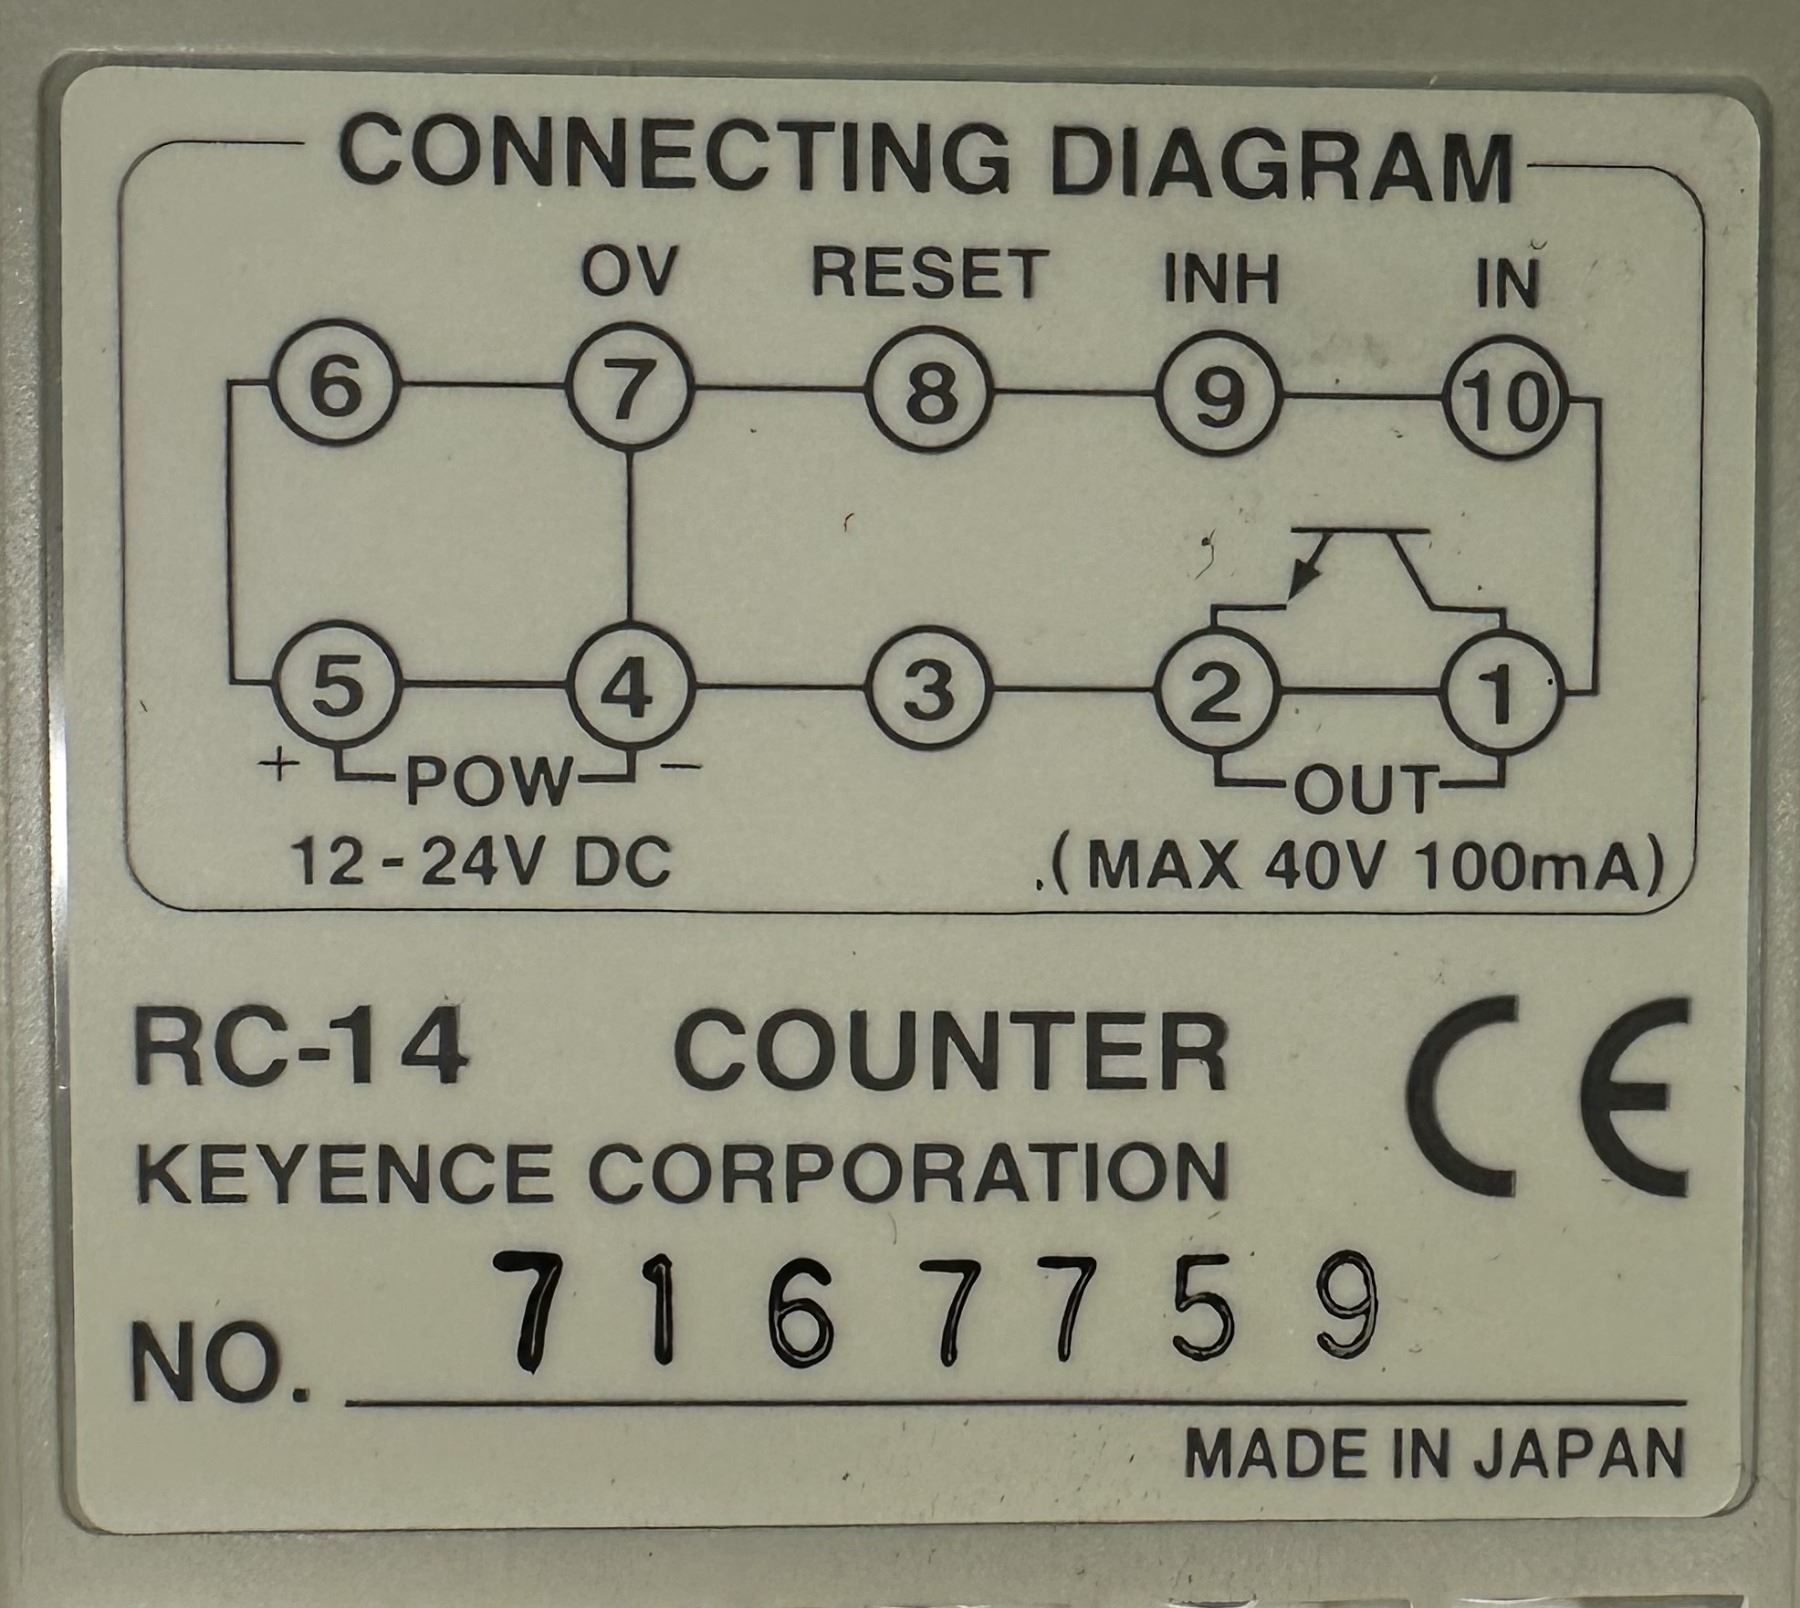 CONNECTING DIAGRAM
OV RESET INH IN
6 7 8 9 10
5 4 3 2 1
+ POW − OUT
12-24V DC (MAX 40V 100mA)
RC-14 COUNTER CE
KEYENCE CORPORATION
NO. 7167759
MADE IN JAPAN